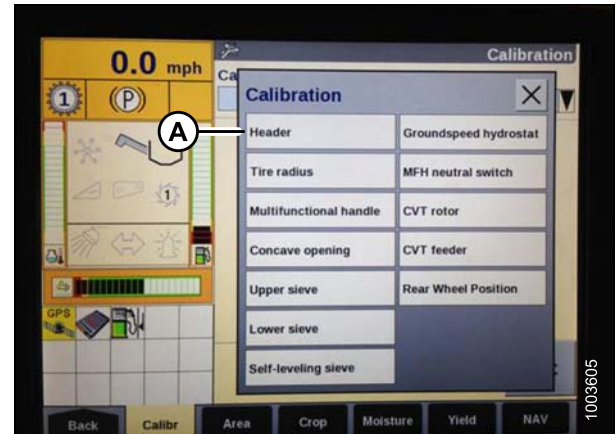 0.0 mph
Calibration
Ca
1
P
Calibration
X
A
Header
Groundspeed hydrostat
Tire radius
MFH neutral switch
Multifunctional handle
CVT rotor
Concave opening
CVT feeder
Upper sieve
Rear Wheel Position
Lower sieve
Self-leveling sieve
1
GPS
Back
Calibr
Area
Crop
Moisture
Yield
NAV
1003605